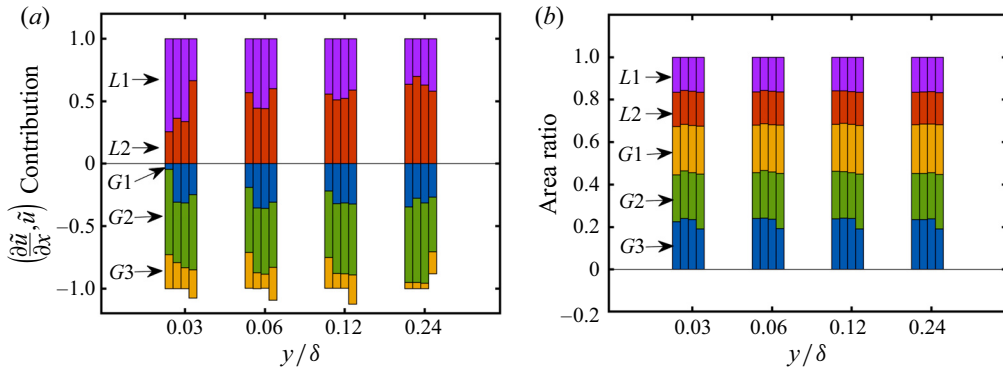 (a)
(∂ũ/∂x, ũ) Contribution
1.0
0.5
0
−0.5
−1.0
L1
L2
G1
G2
G3
0.03 0.06 0.12 0.24
y/δ
(b)
Area ratio
1.0
0.8
0.6
0.4
0.2
0
−0.2
L1
L2
G1
G2
G3
0.03 0.06 0.12 0.24
y/δ